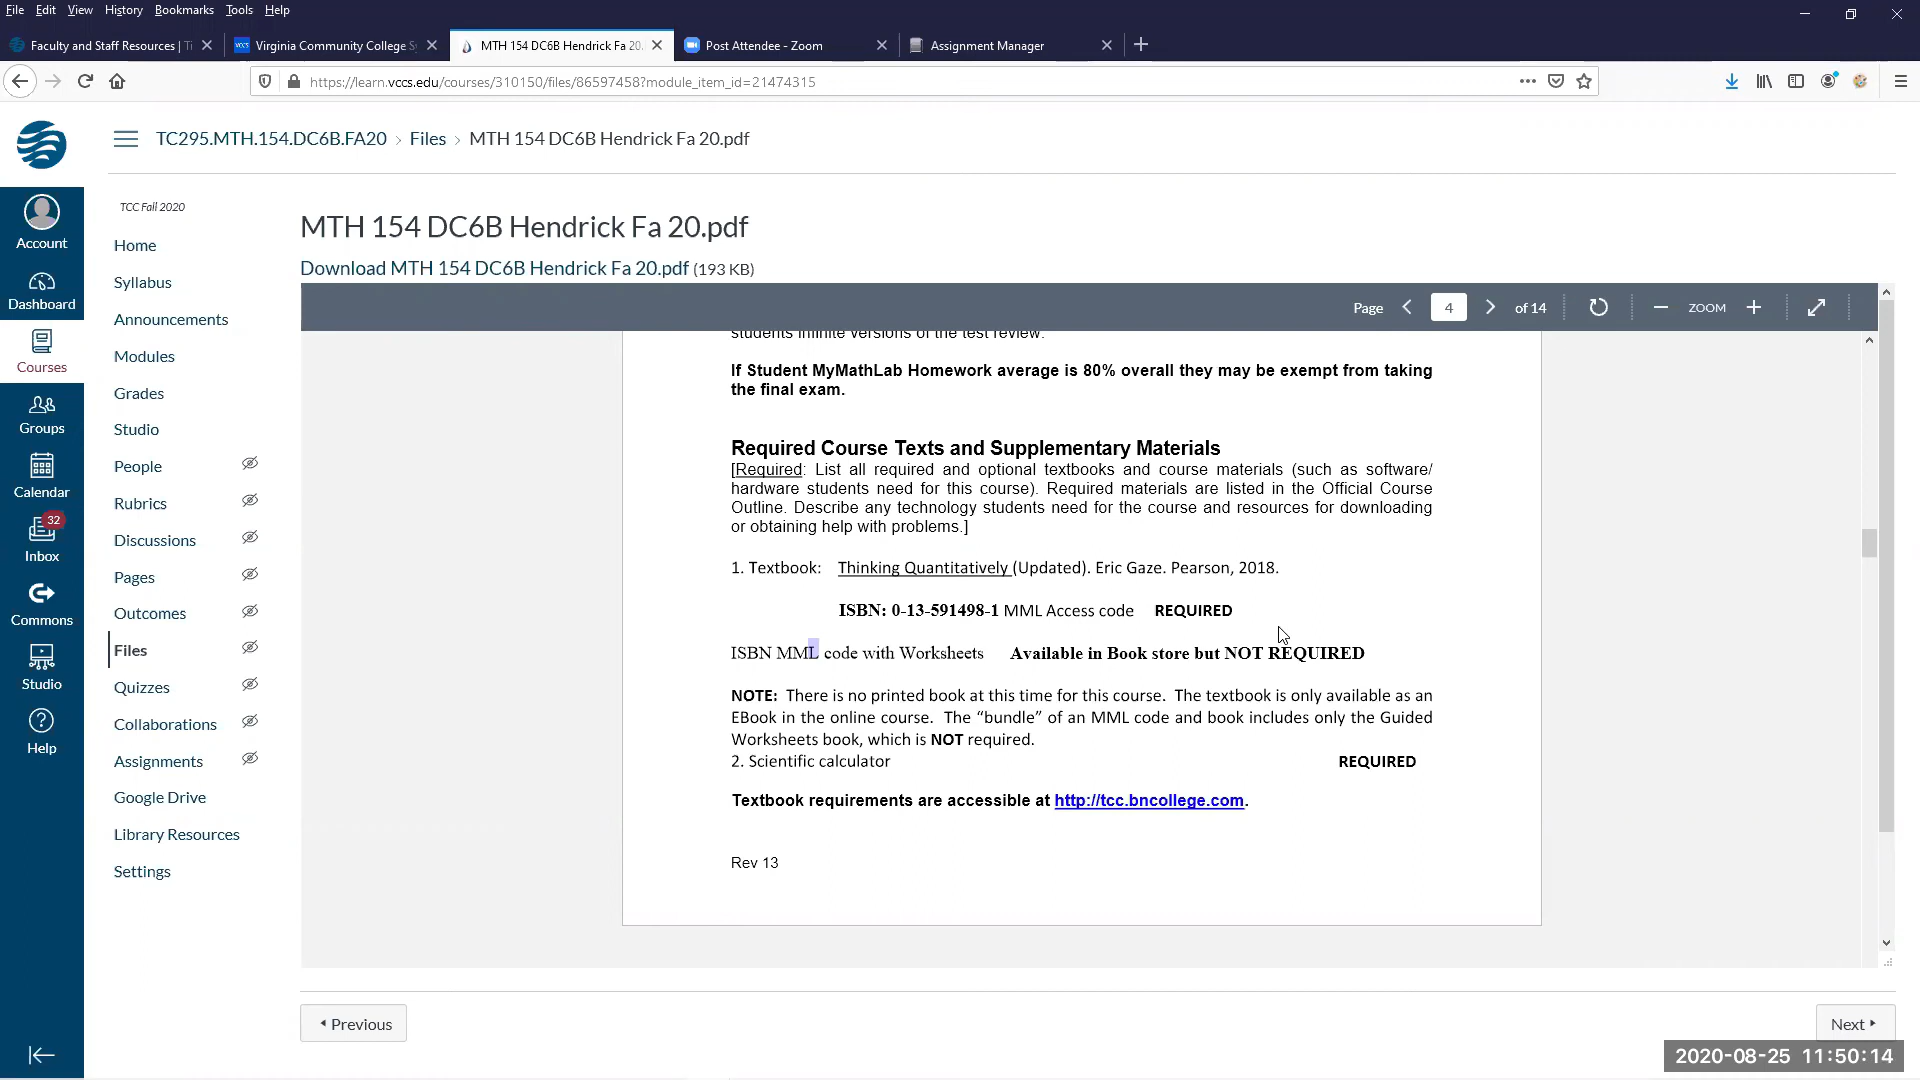 File Edit View History Bookmarks Tools Help
Faculty and Staff Resources | Ti
Virginia Community College Sy
MTH 154 DC6B Hendrick Fa 20.
Post Attendee - Zoom
Assignment Manager
https://learn.vccs.edu/courses/310150/files/86597458?module_item_id=21474315
TC295.MTH.154.DC6B.FA20 › Files › MTH 154 DC6B Hendrick Fa 20.pdf
Account
Dashboard
Courses
Groups
Calendar
32
Inbox
Commons
Studio
Help
TCC Fall 2020
Home
Syllabus
Announcements
Modules
Grades
Studio
People
Rubrics
Discussions
Pages
Outcomes
Files
Quizzes
Collaborations
Assignments
Google Drive
Library Resources
Settings
MTH 154 DC6B Hendrick Fa 20.pdf
Download MTH 154 DC6B Hendrick Fa 20.pdf (193 KB)
Page 4 of 14 ZOOM
students infinite versions of the test review.
If Student MyMathLab Homework average is 80% overall they may be exempt from taking
the final exam.
Required Course Texts and Supplementary Materials
[Required: List all required and optional textbooks and course materials (such as software/
hardware students need for this course). Required materials are listed in the Official Course
Outline. Describe any technology students need for the course and resources for downloading
or obtaining help with problems.]
1. Textbook: Thinking Quantitatively (Updated). Eric Gaze. Pearson, 2018.
ISBN: 0-13-591498-1 MML Access code REQUIRED
ISBN MML code with Worksheets Available in Book store but NOT REQUIRED
NOTE: There is no printed book at this time for this course. The textbook is only available as an
EBook in the online course. The “bundle” of an MML code and book includes only the Guided
Worksheets book, which is NOT required.
2. Scientific calculator REQUIRED
Textbook requirements are accessible at http://tcc.bncollege.com.
Rev 13
Previous
Next
2020-08-25 11:50:14